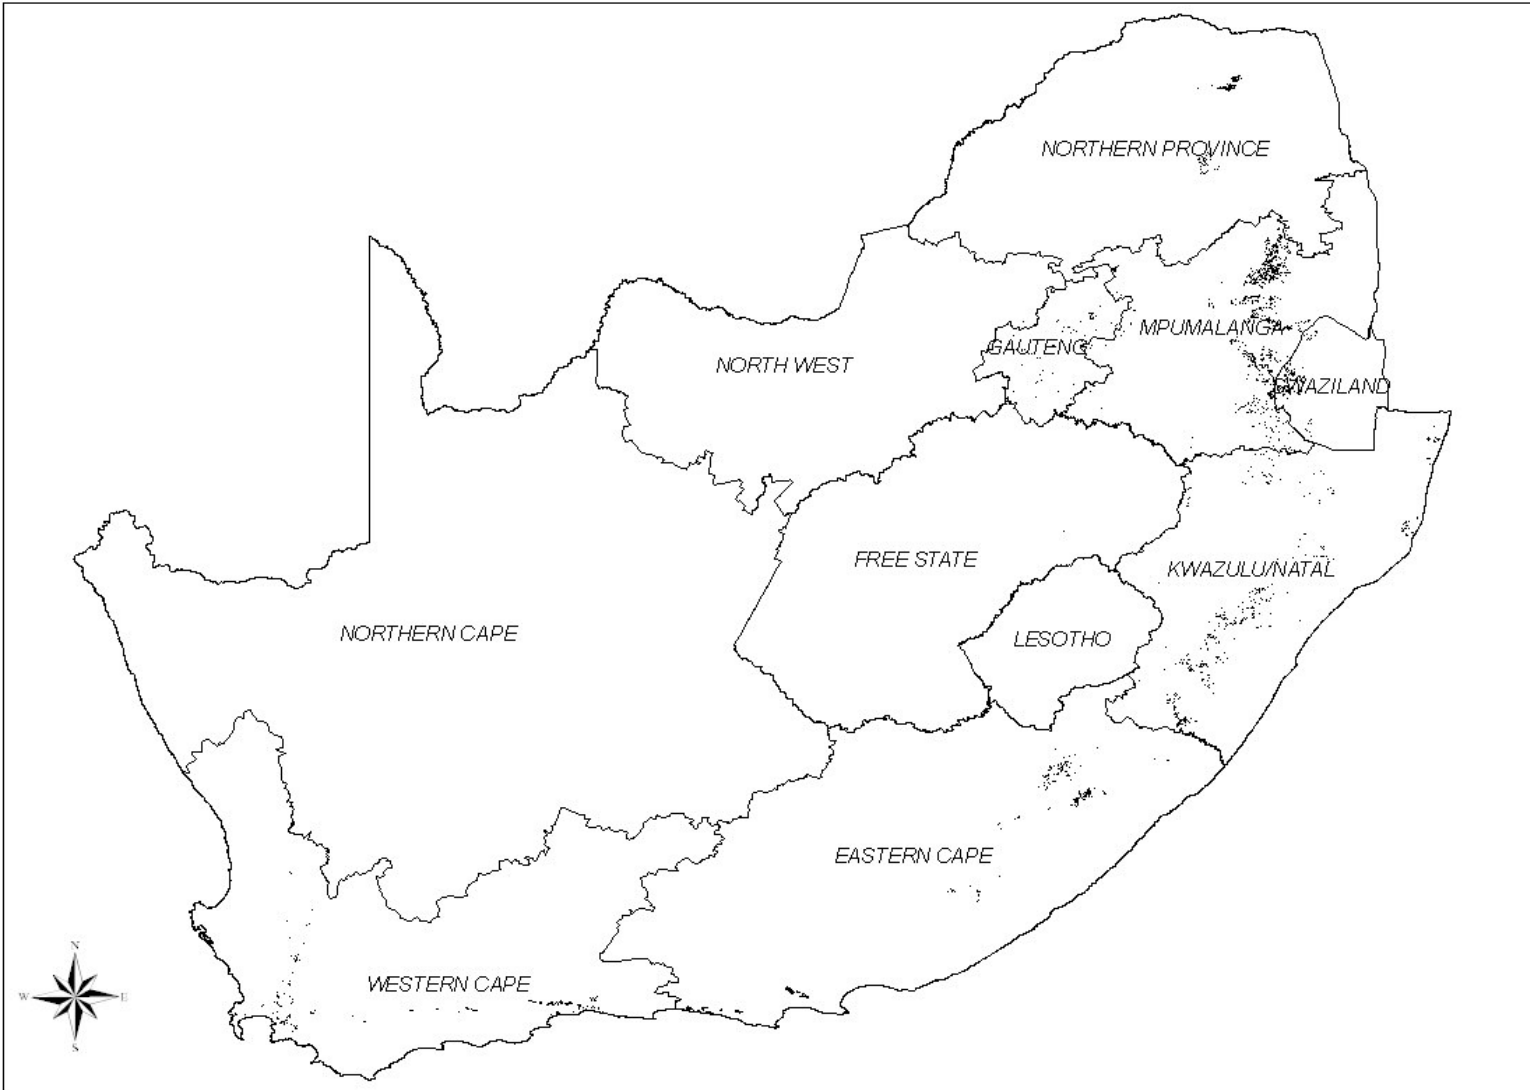 NORTHERN PROVINCE
MPUMALANGA
GAUTENG
NORTH WEST
SWAZILAND
FREE STATE
KWAZULU/NATAL
NORTHERN CAPE
LESOTHO
EASTERN CAPE
WESTERN CAPE
N
W
E
S